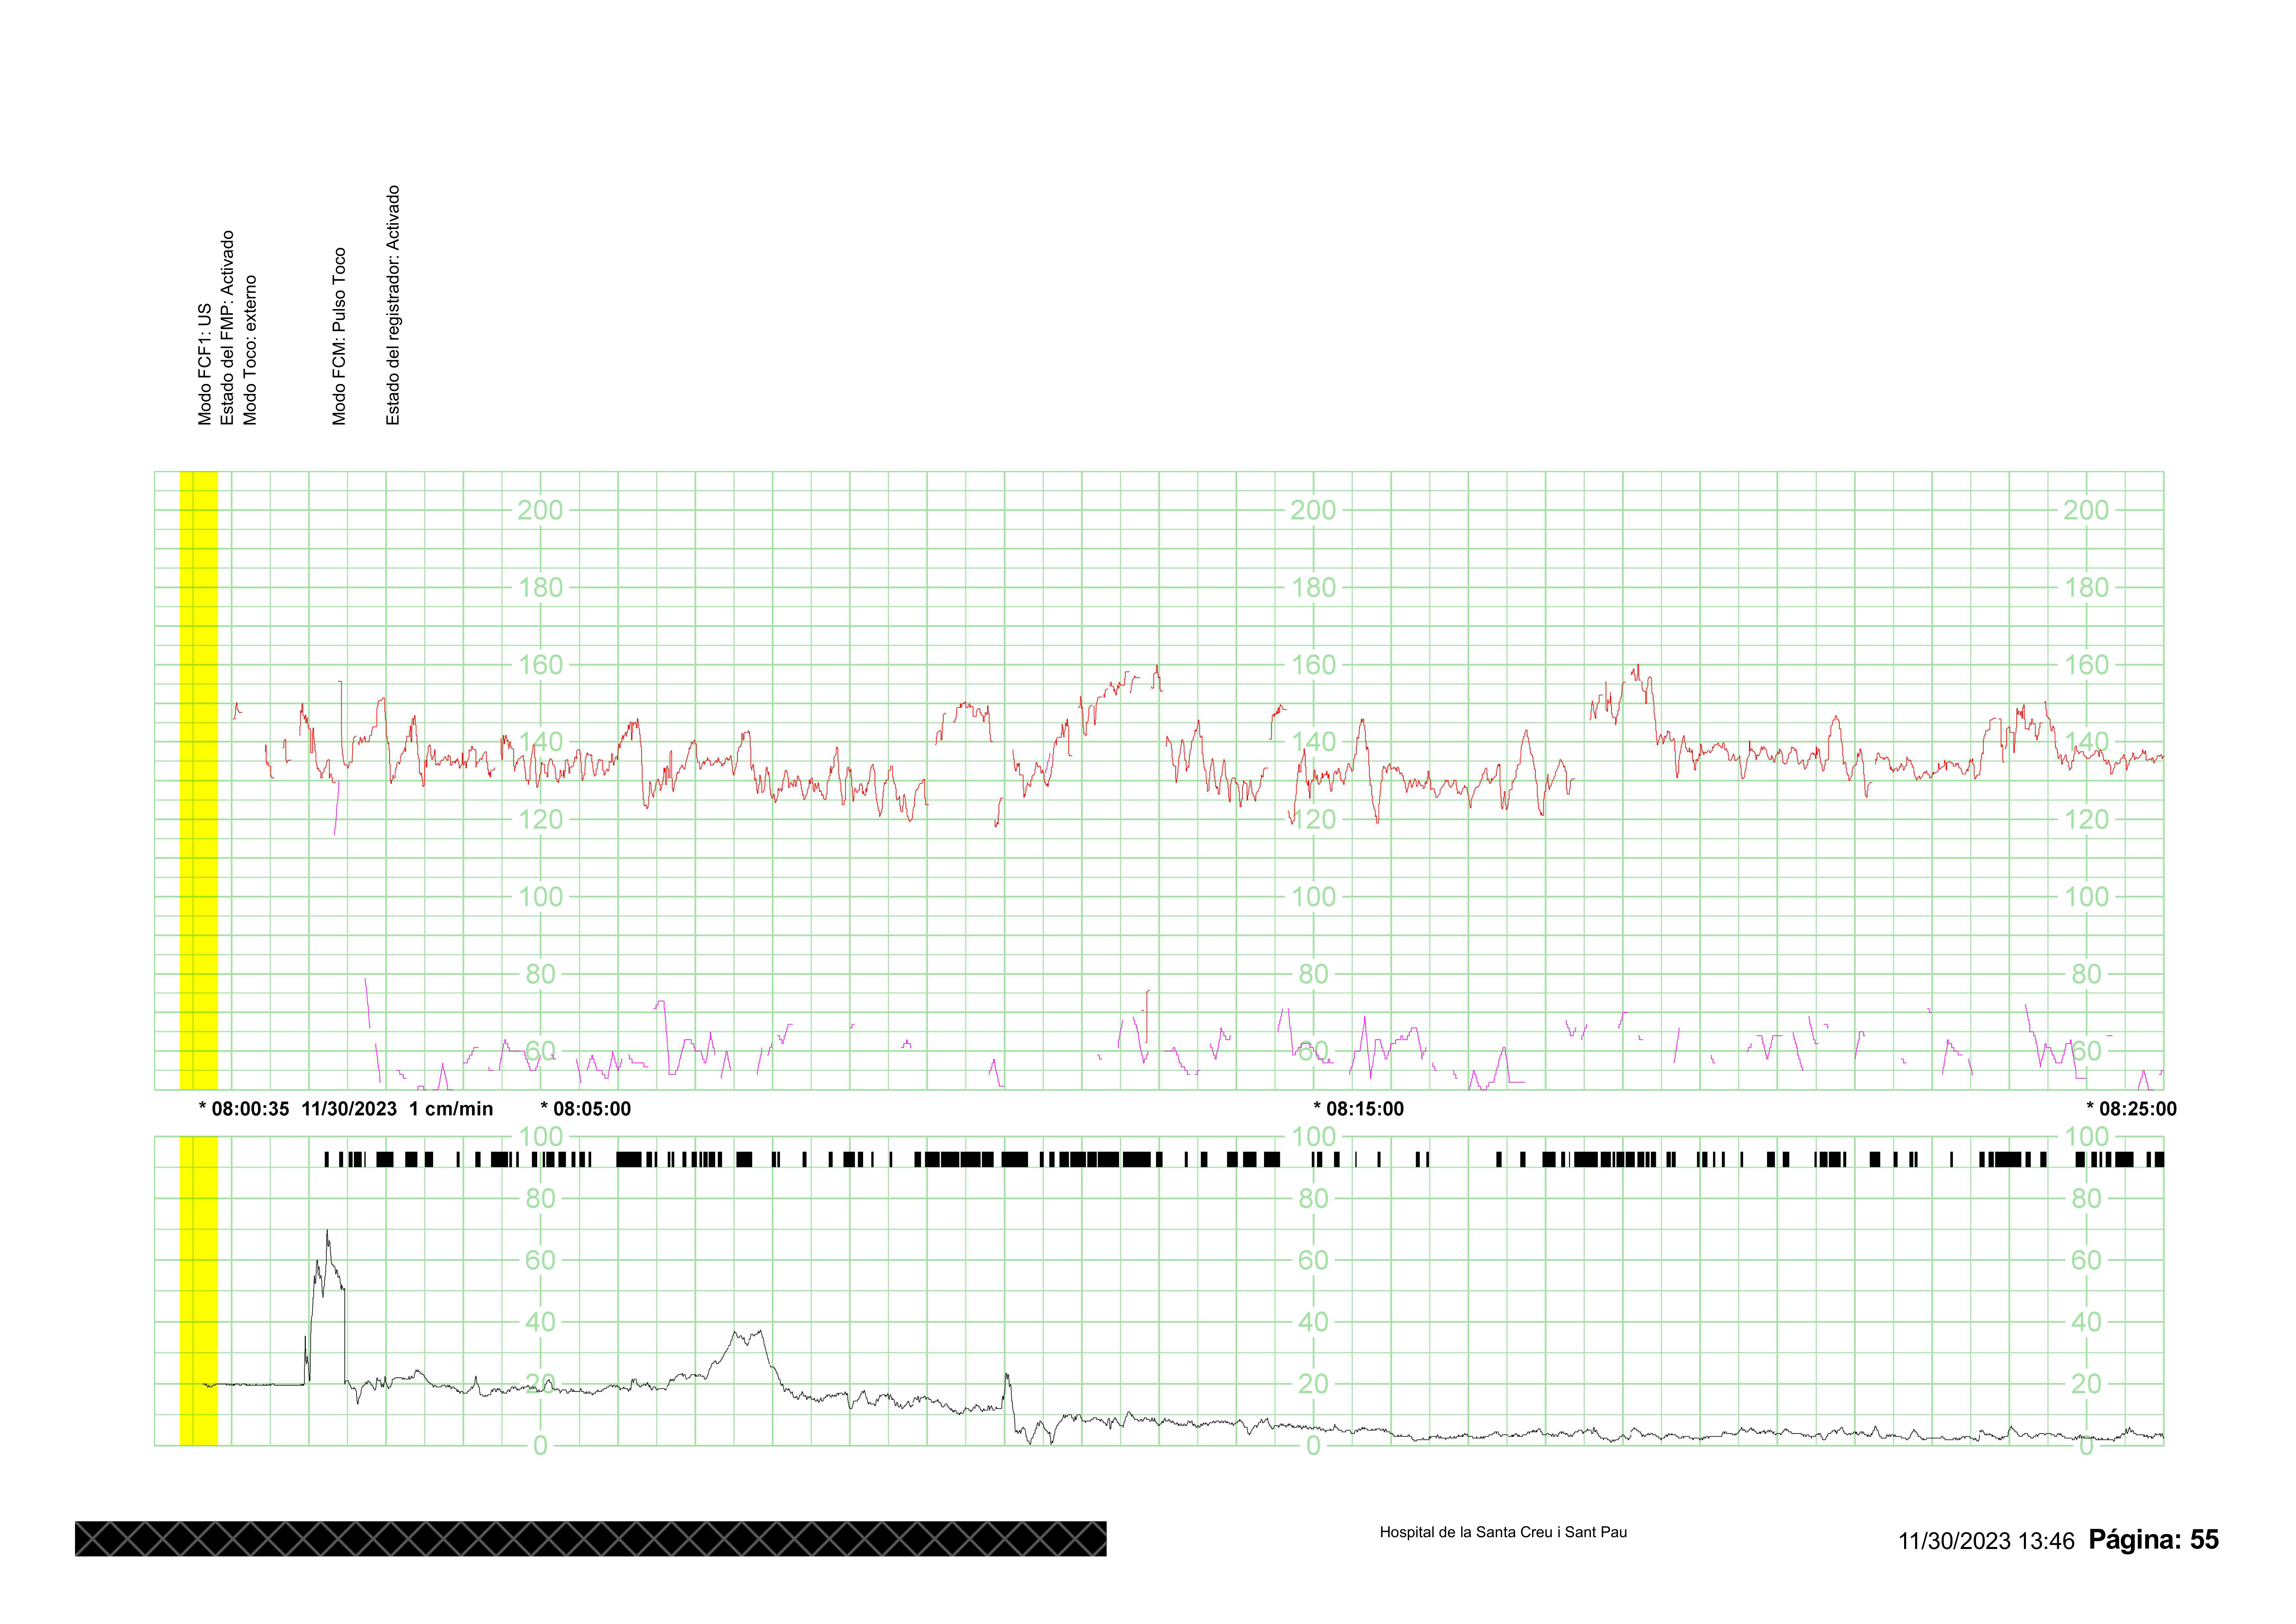 Modo FCF1: US
Estado del FMP: Activado
Modo Toco: externo
Modo FCM: Pulso Toco
Estado del registrador: Activado
200 200 200
180 180 180
160 160 160
140 140 140
120 120 120
100 100 100
80 80 80
60 60 60
* 08:00:35 11/30/2023 1 cm/min * 08:05:00 * 08:15:00 * 08:25:00
100 100 100
80 80 80
60 60 60
40 40 40
20 20 20
0 0 0
Hospital de la Santa Creu i Sant Pau
11/30/2023 13:46 Página: 55